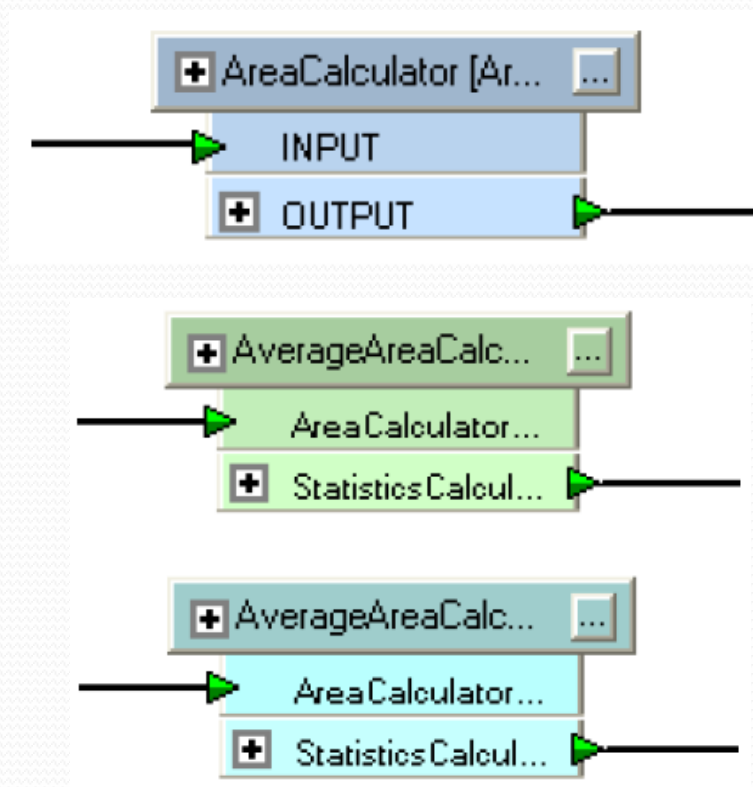 AreaCalculator [Ar... ...
INPUT
OUTPUT
AverageAreaCalc... ...
AreaCalculator...
StatisticsCalcul...
AverageAreaCalc... ...
AreaCalculator...
StatisticsCalcul...